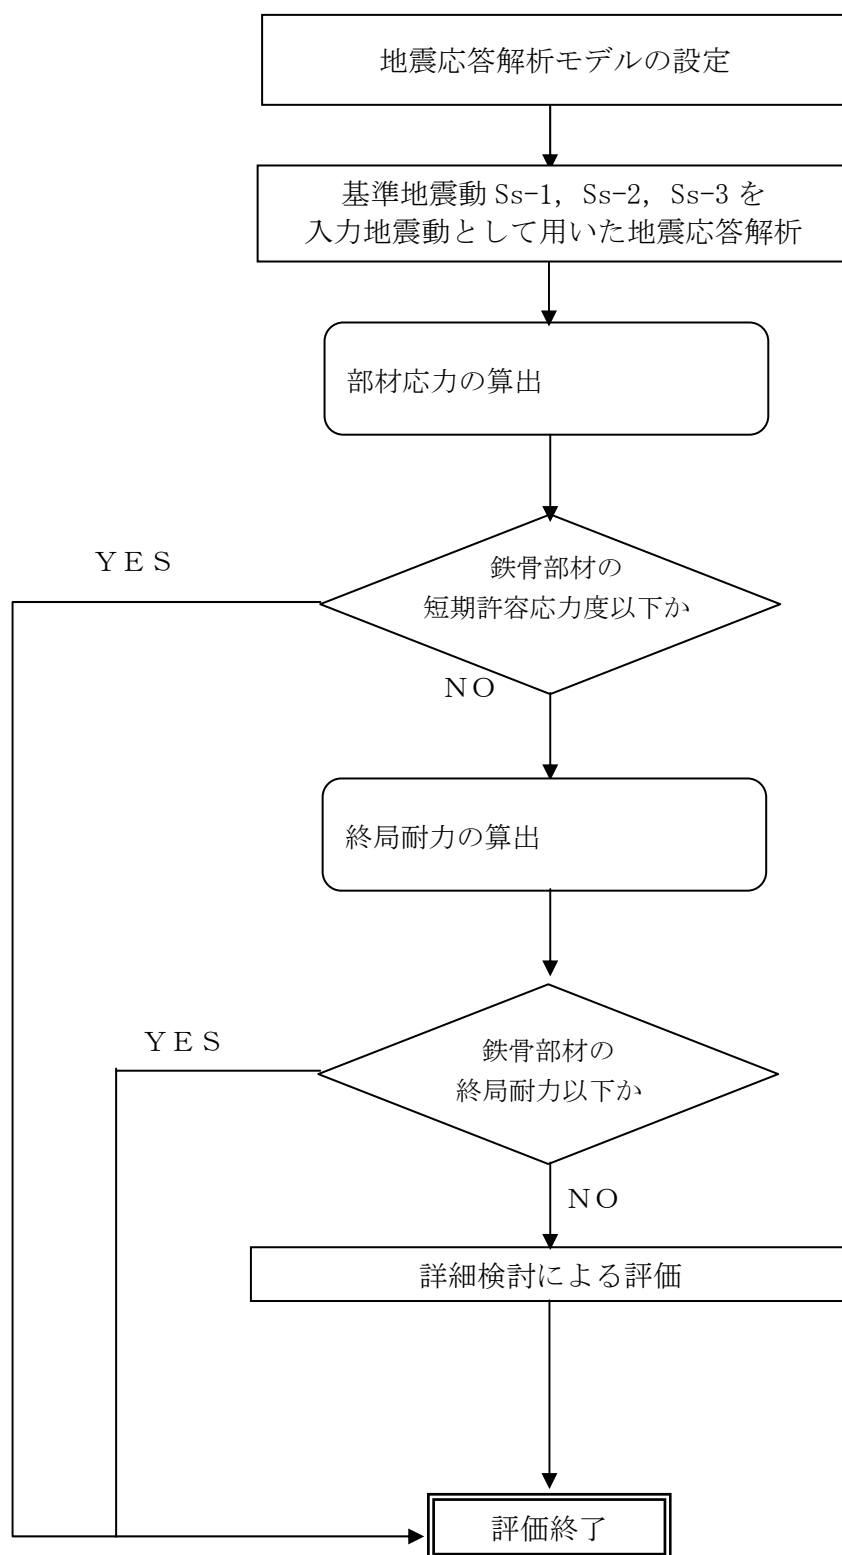 地震応答解析モデルの設定
基準地震動 Ss-1, Ss-2, Ss-3 を
入力地震動として用いた地震応答解析
部材応力の算出
YES
鉄骨部材の
短期許容応力度以下か
NO
終局耐力の算出
YES
鉄骨部材の
終局耐力以下か
NO
詳細検討による評価
評価終了